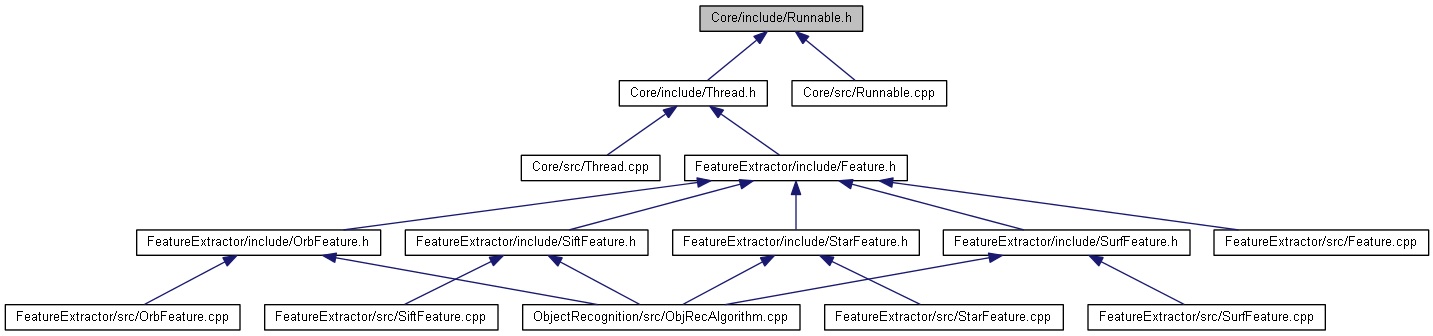 Core/include/Runnable.h
Core/include/Thread.h
Core/src/Runnable.cpp
Core/src/Thread.cpp
FeatureExtractor/include/Feature.h
FeatureExtractor/include/OrbFeature.h
FeatureExtractor/include/SiftFeature.h
FeatureExtractor/include/StarFeature.h
FeatureExtractor/include/SurfFeature.h
FeatureExtractor/src/Feature.cpp
FeatureExtractor/src/OrbFeature.cpp
FeatureExtractor/src/SiftFeature.cpp
ObjectRecognition/src/ObjRecAlgorithm.cpp
FeatureExtractor/src/StarFeature.cpp
FeatureExtractor/src/SurfFeature.cpp